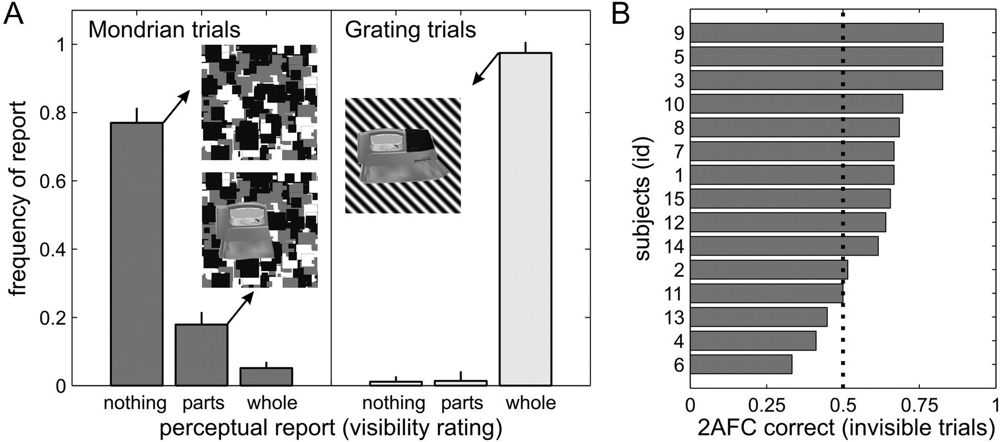 A
Mondrian trials
Grating trials
1
0.8
0.6
0.4
0.2
0
frequency of report
nothing parts whole
nothing parts whole
perceptual report (visibility rating)
B
9
5
3
10
8
7
1
15
12
14
2
11
13
4
6
subjects (id)
0 0.25 0.5 0.75 1
2AFC correct (invisible trials)